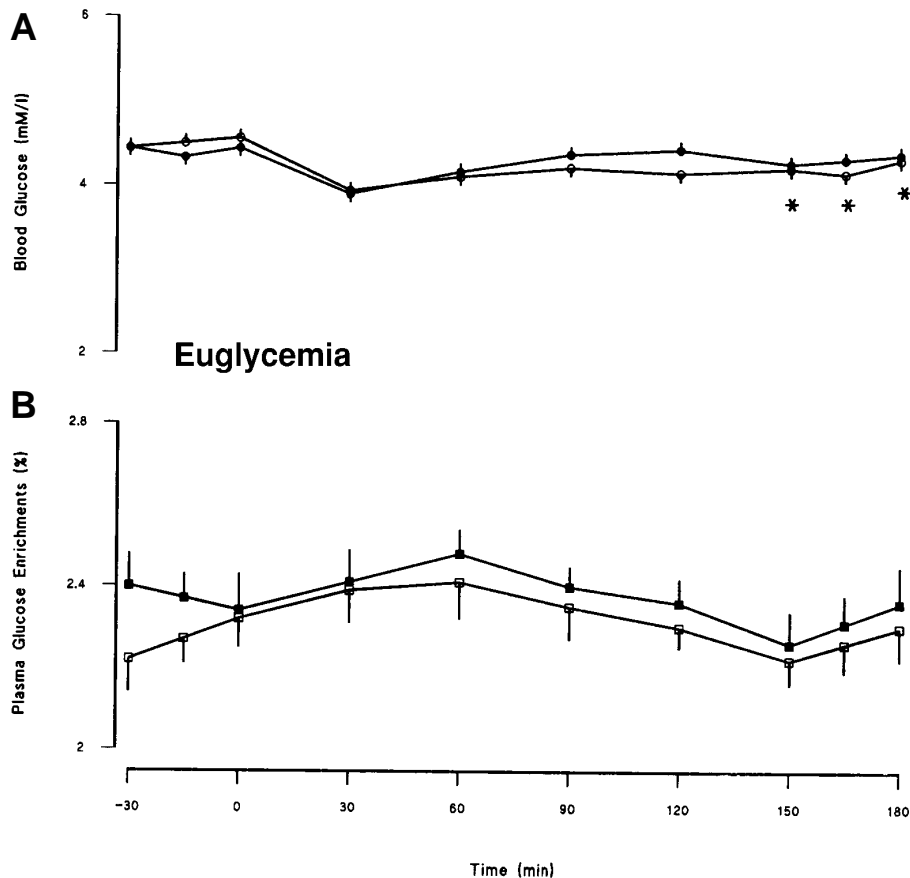 A
6
4
2
Blood Glucose (mM/l)
* * *
Euglycemia
B
2.8
2.4
2
Plasma Glucose Enrichments (%)
-30 0 30 60 90 120 150 180
Time (min)